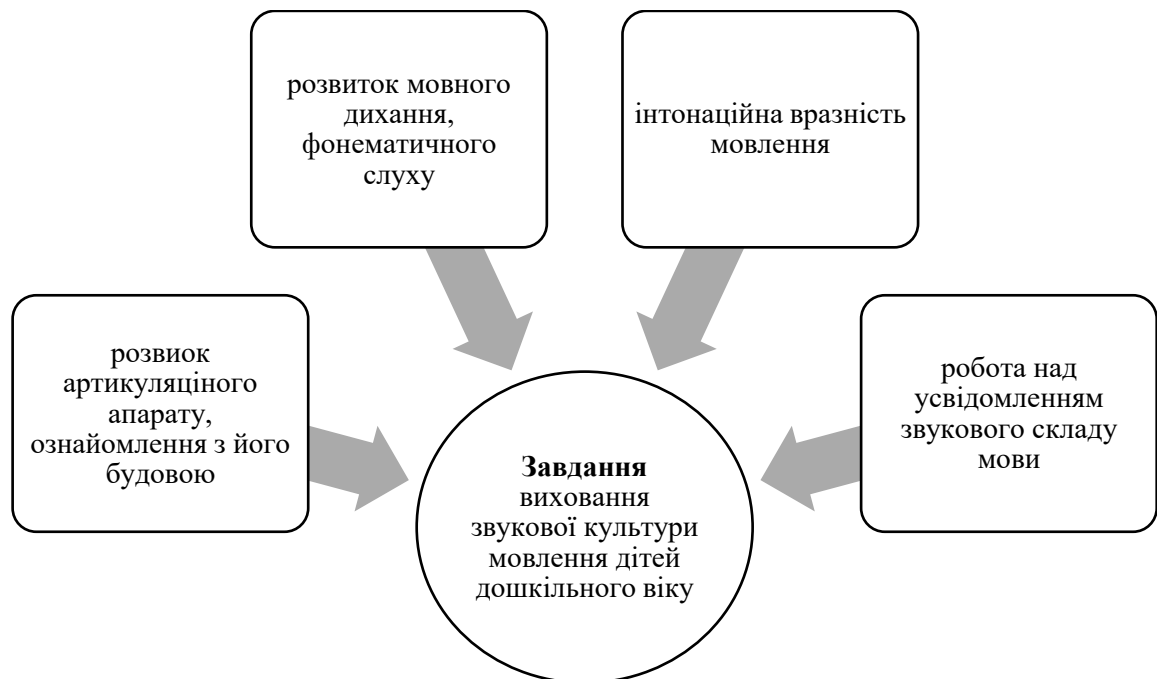 розвиток мовного
дихання,
фонематичного
слуху
інтонаційна вразність
мовлення
розвиок
артикуляціного
апарату,
ознайомлення з його
будовою
робота над
усвідомленням
звукового складу
мови
Завдання
виховання
звукової культури
мовлення дітей
дошкільного віку